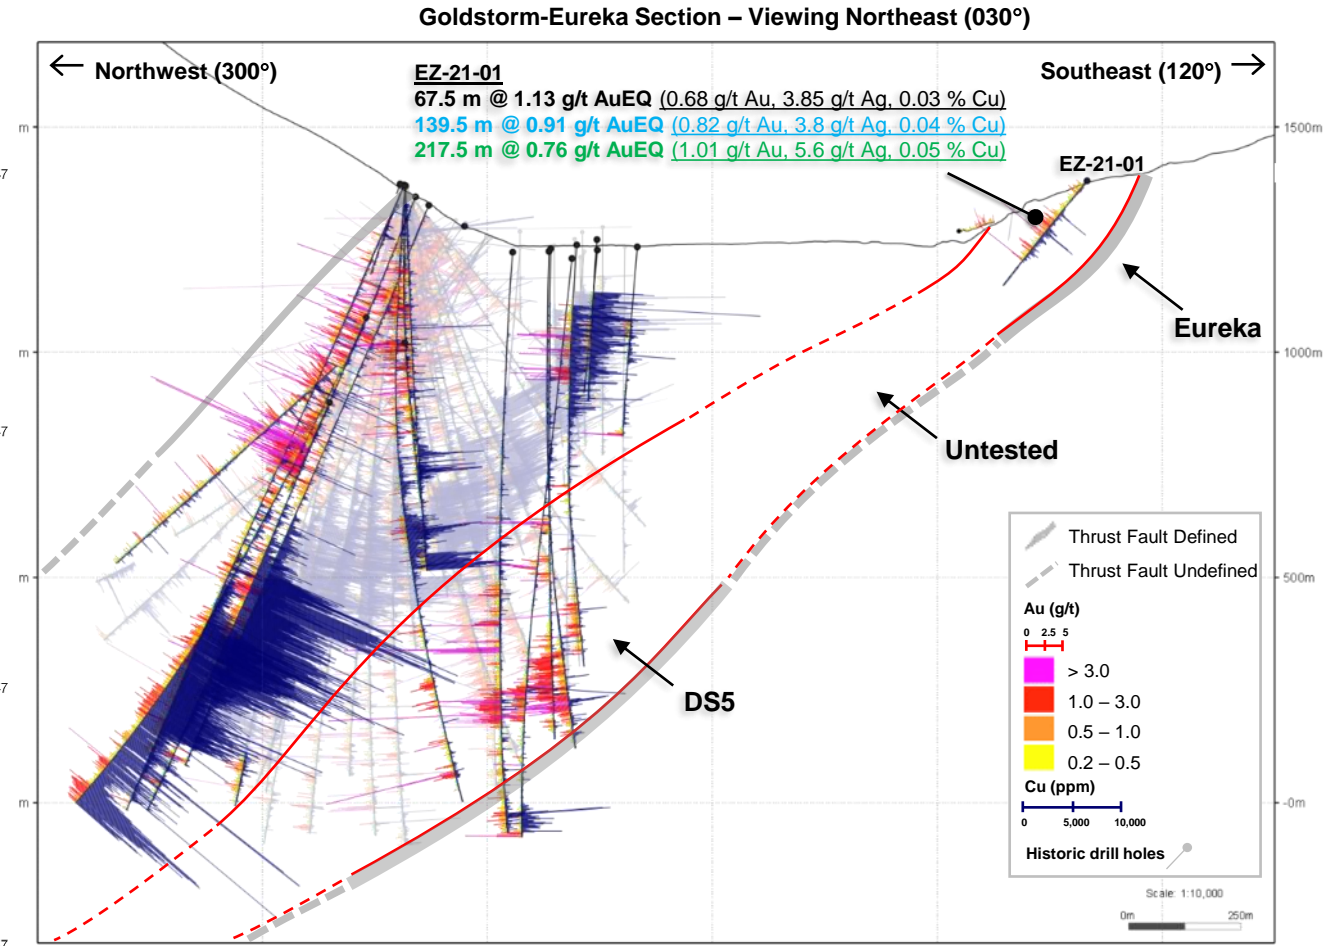 Goldstorm-Eureka Section – Viewing Northeast (030°)
Northwest (300°)
Southeast (120°)
EZ-21-01
67.5 m @ 1.13 g/t AuEQ (0.68 g/t Au, 3.85 g/t Ag, 0.03 % Cu)
139.5 m @ 0.91 g/t AuEQ (0.82 g/t Au, 3.8 g/t Ag, 0.04 % Cu)
217.5 m @ 0.76 g/t AuEQ (1.01 g/t Au, 5.6 g/t Ag, 0.05 % Cu)
m
1500m
EZ-21-01
47
Eureka
m
1000m
47
Untested
m
500m
DS5
47
m
-0m
47
Thrust Fault Defined
Thrust Fault Undefined
Au (g/t)
0 2.5 5
> 3.0
1.0 – 3.0
0.5 – 1.0
0.2 – 0.5
Cu (ppm)
0 5,000 10,000
Historic drill holes
Scale: 1:10,000
0m 250m